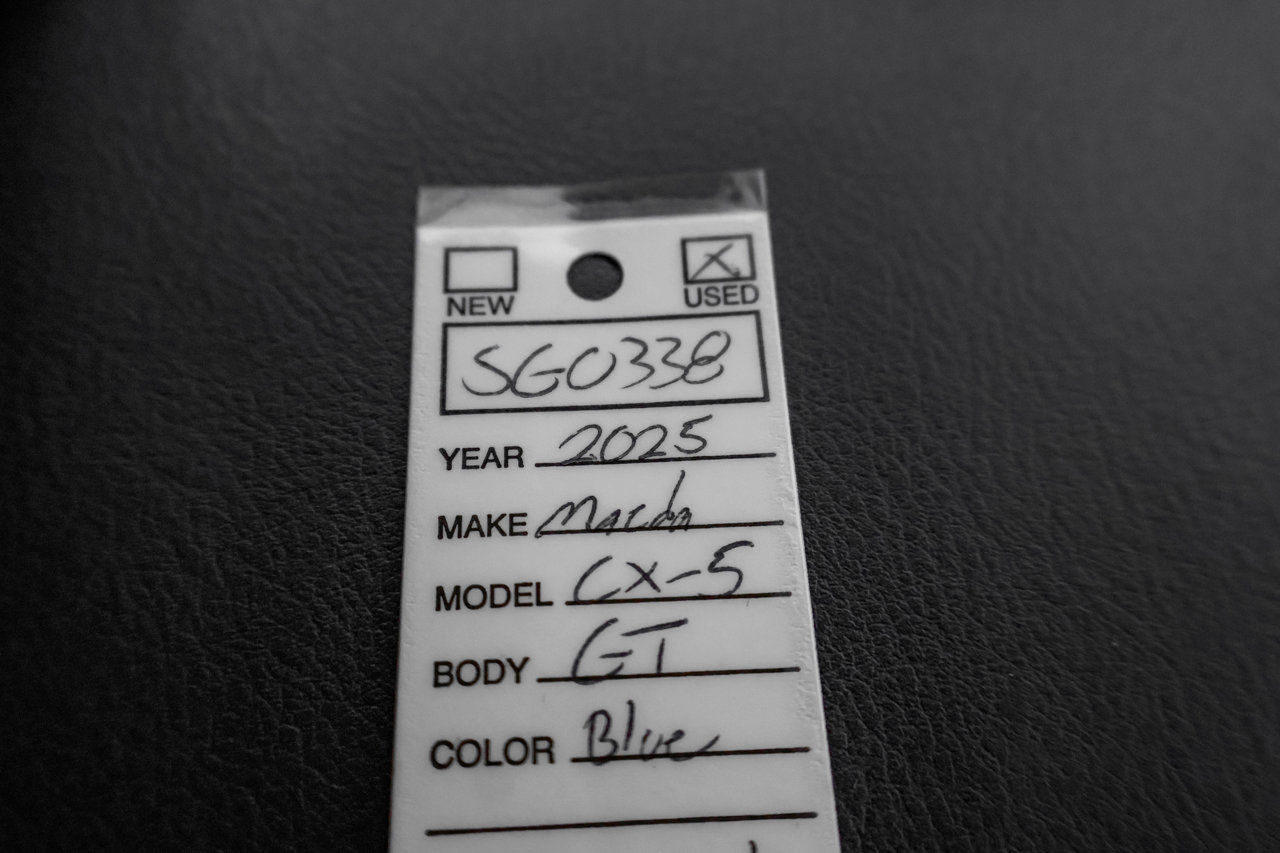 NEW X USED
SG0338
YEAR 2025
MAKE Mazda
MODEL CX-5
BODY GT
COLOR Blue